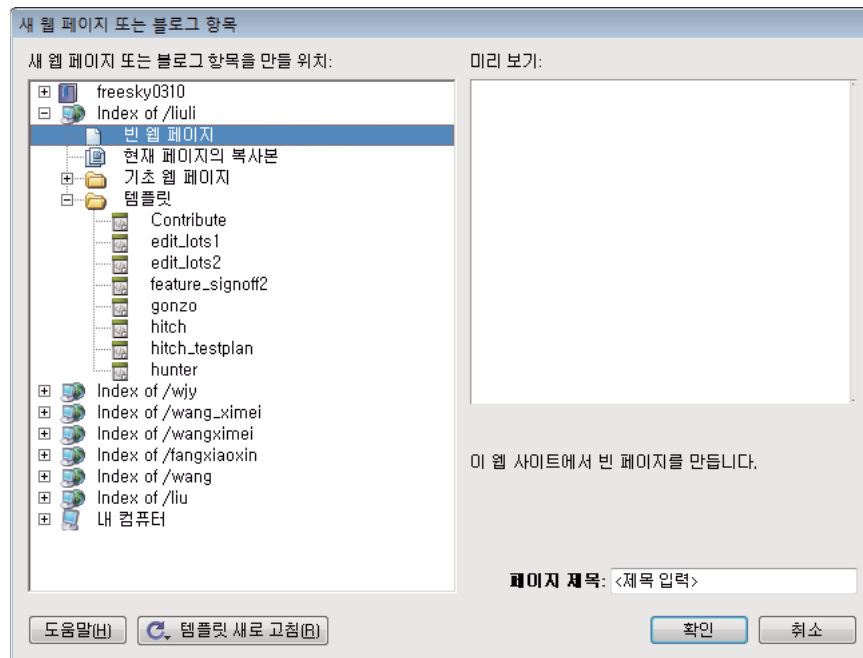 새 웹 페이지 또는 블로그 항목
새 웹 페이지 또는 블로그 항목을 만들 위치:
freesky0310
Index of /liuli
빈 웹 페이지
현재 페이지의 복사본
기초 웹 페이지
템플릿
Contribute
edit_lots1
edit_lots2
feature_signoff2
gonzo
hitch
hitch_testplan
hunter
Index of /wjy
Index of /wang_ximei
Index of /wangximei
Index of /fangxiaoxin
Index of /wang
Index of /liu
내 컴퓨터
미리 보기:
이 웹 사이트에서 빈 페이지를 만듭니다.
페이지 제목: <제목 입력>
도움말(H) 템플릿 새로 고침(R) 확인 취소